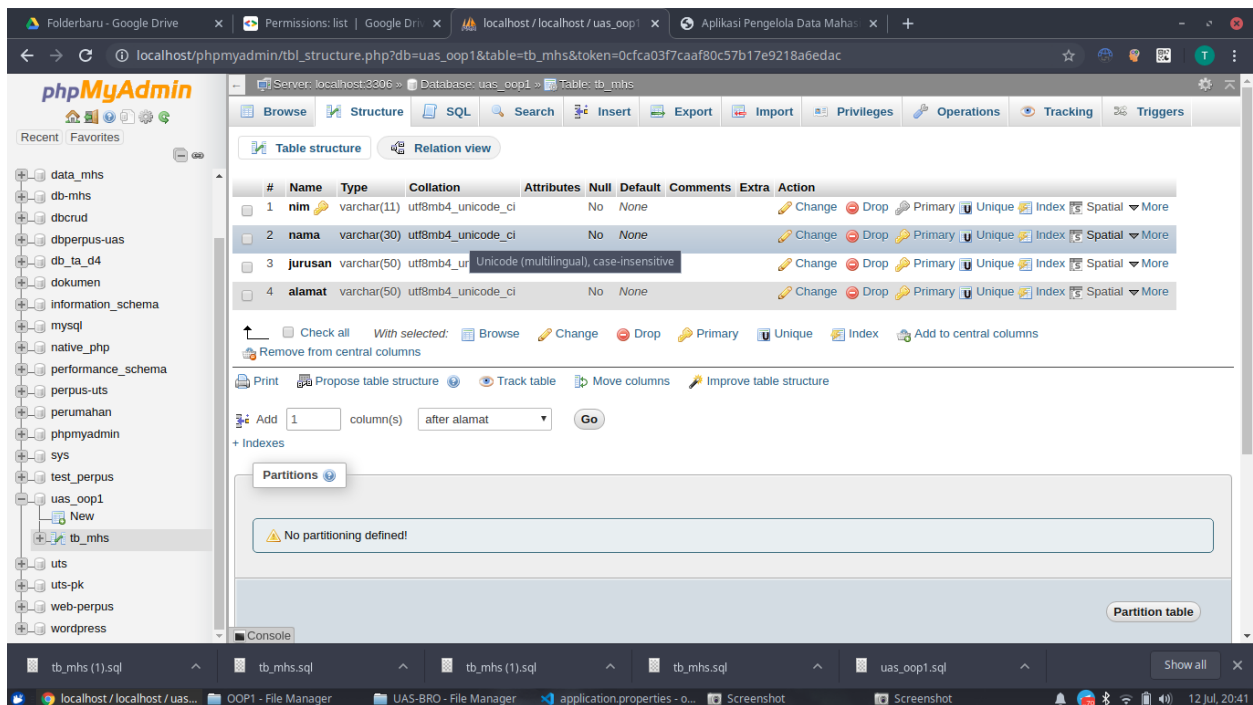 Folderbaru - Google Drive
Permissions: list | Google Dri
localhost / localhost / uas_oop1
Aplikasi Pengelola Data Mahas
localhost/phpmyadmin/tbl_structure.php?db=uas_oop1&table=tb_mhs&token=0cfca03f7caaf80c57b17e9218a6edac
T
phpMyAdmin
Recent Favorites
data_mhs
db-mhs
dbcrud
dbperpus-uas
db_ta_d4
dokumen
information_schema
mysql
native_php
performance_schema
perpus-uts
perumahan
phpmyadmin
sys
test_perpus
uas_oop1
New
tb_mhs
uts
uts-pk
web-perpus
wordpress
Server: localhost:3306 » Database: uas_oop1 » Table: tb_mhs
Browse Structure SQL Search Insert Export Import Privileges Operations Tracking Triggers
Table structure Relation view
# Name Type Collation Attributes Null Default Comments Extra Action
1 nim varchar(11) utf8mb4_unicode_ci No None Change Drop Primary Unique Index Spatial More
2 nama varchar(30) utf8mb4_unicode_ci No None Change Drop Primary Unique Index Spatial More
3 jurusan varchar(50) utf8mb4_ur Unicode (multilingual), case-insensitive Change Drop Primary Unique Index Spatial More
4 alamat varchar(50) utf8mb4_unicode_ci No None Change Drop Primary Unique Index Spatial More
Check all With selected: Browse Change Drop Primary Unique Index Add to central columns
Remove from central columns
Print Propose table structure Track table Move columns Improve table structure
Add 1 column(s) after alamat Go
+ Indexes
Partitions
No partitioning defined!
Partition table
Console
tb_mhs (1).sql tb_mhs.sql tb_mhs (1).sql tb_mhs.sql uas_oop1.sql Show all
localhost / localhost / uas... OOP1 - File Manager UAS-BRO - File Manager application.properties - o... Screenshot Screenshot 12 Jul, 20:41